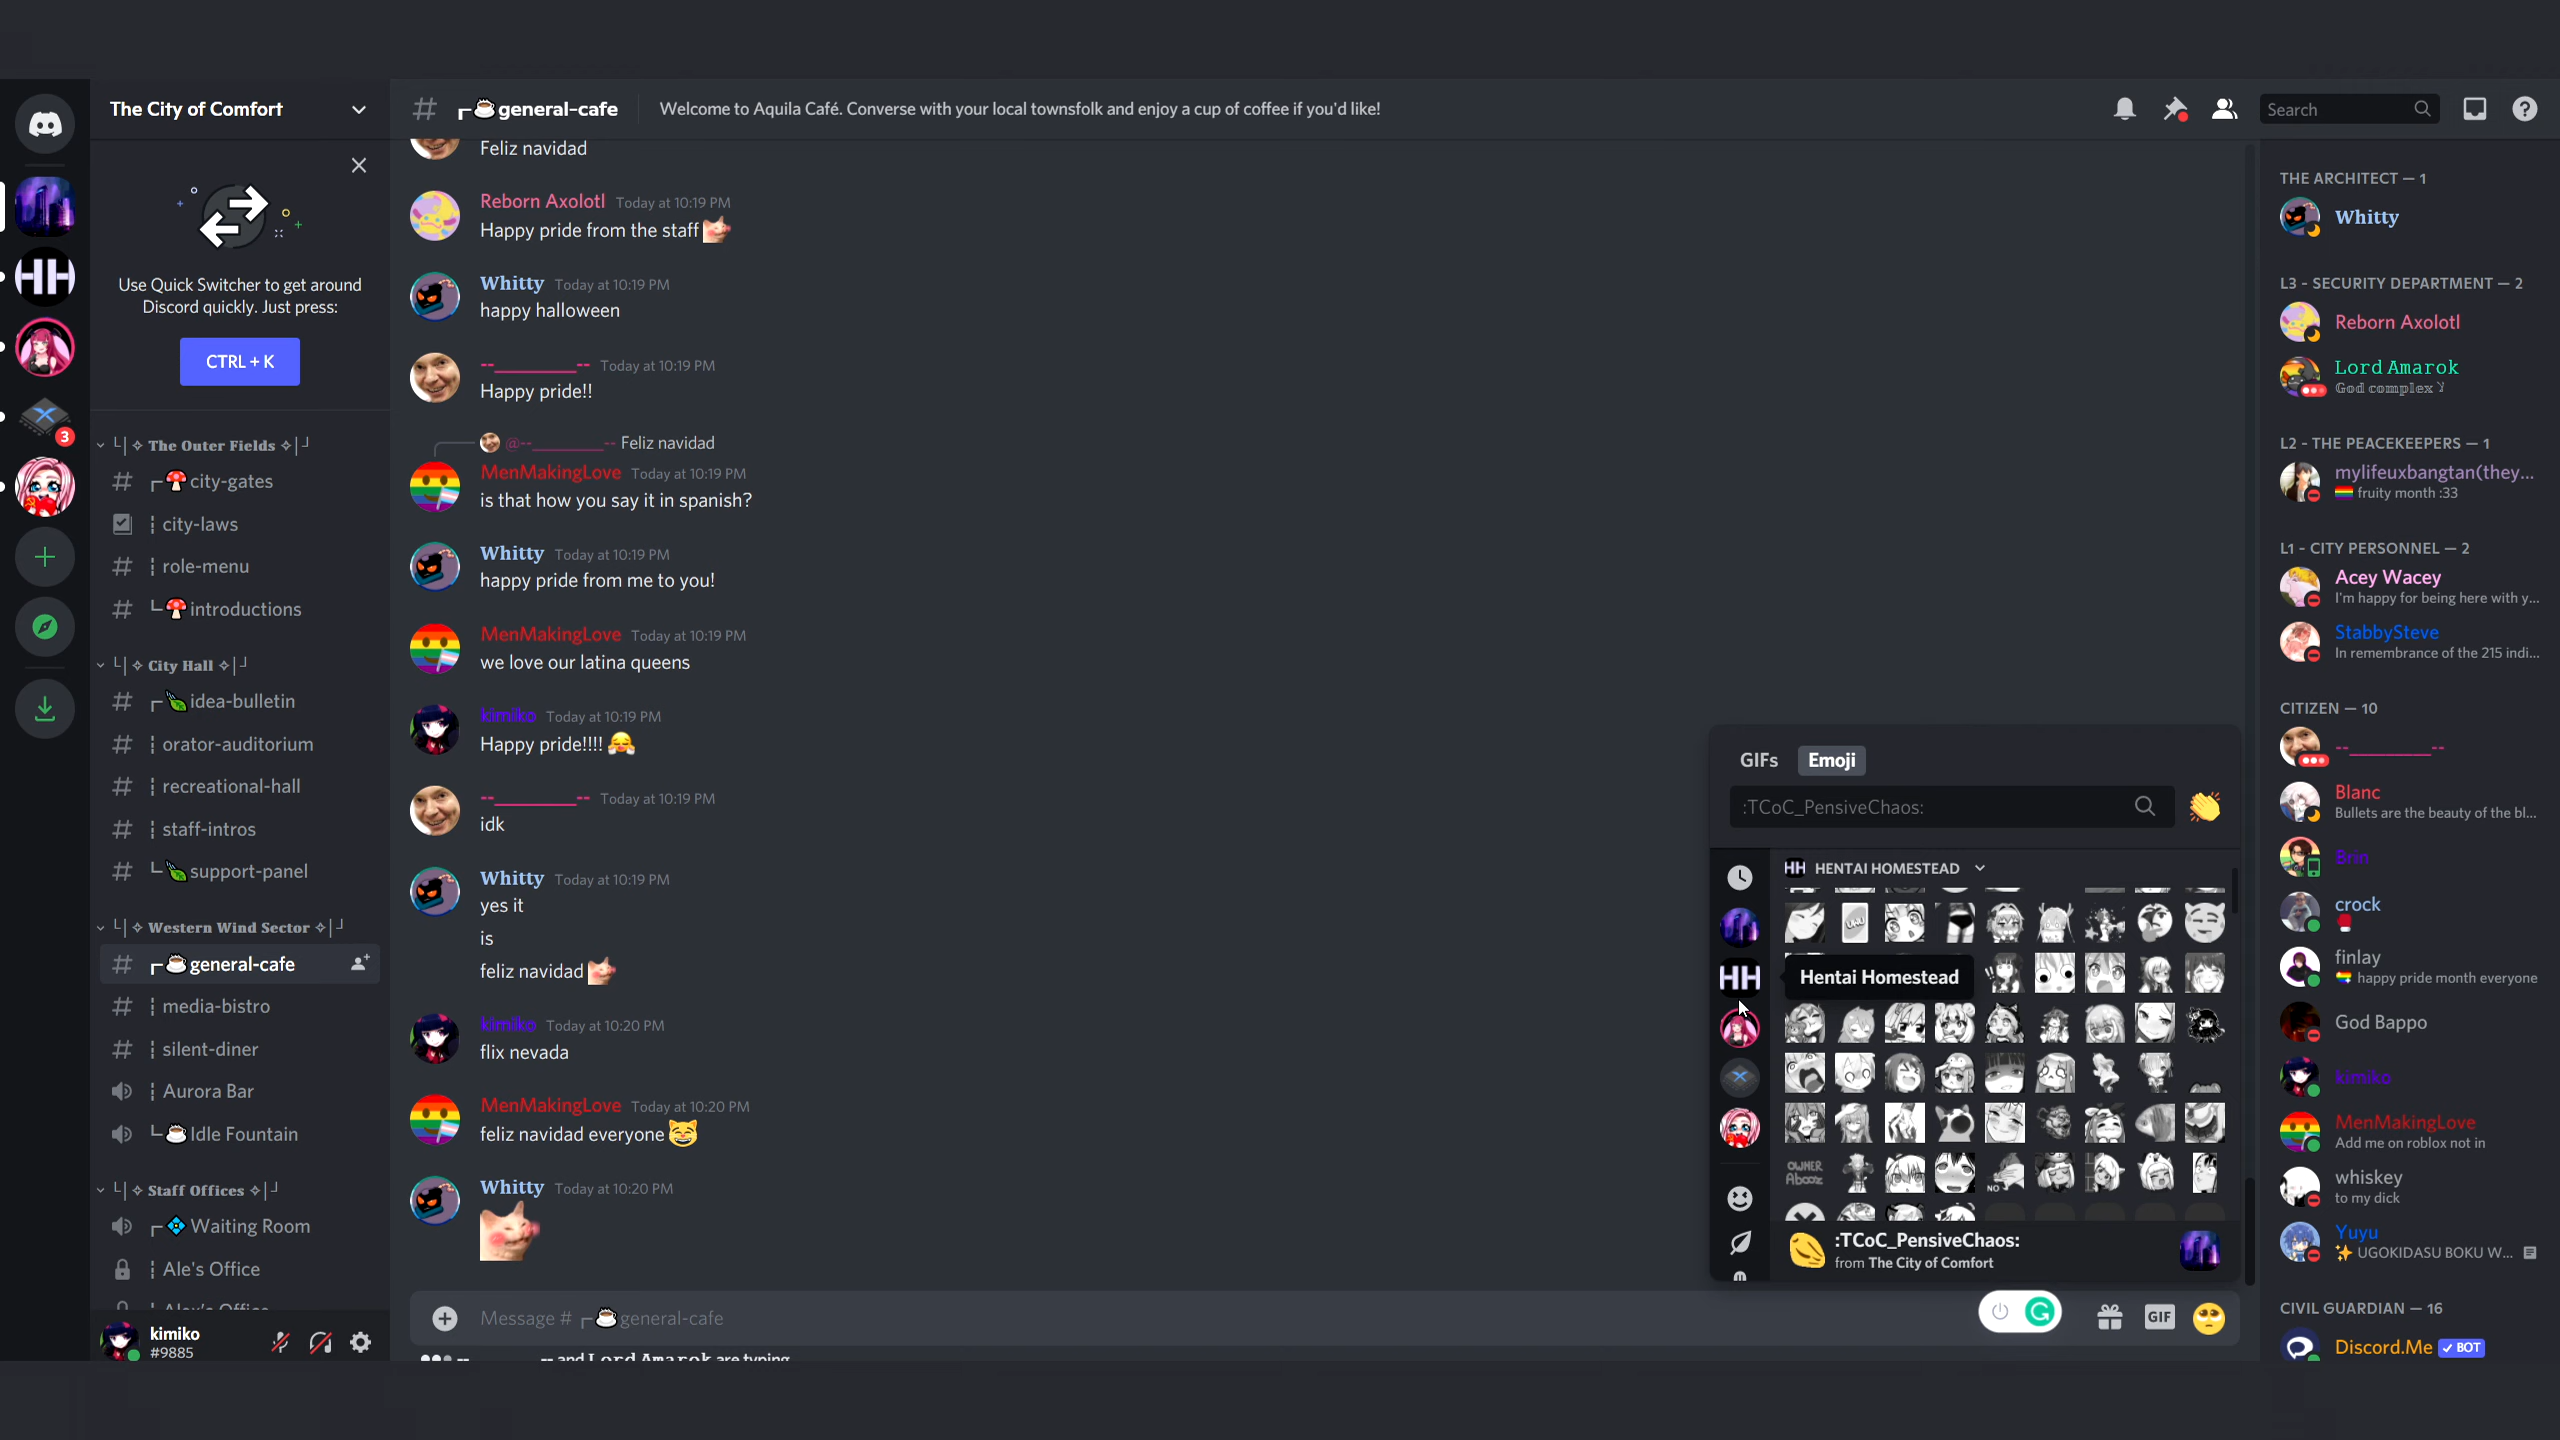 The City of Comfort
general-cafe
Welcome to Aquila Café. Converse with your local townsfolk and enjoy a cup of coffee if you'd like!
Search
Use Quick Switcher to get around
Discord quickly. Just press:
CTRL + K
The Outer Fields
city-gates
city-laws
role-menu
introductions
City Hall
idea-bulletin
orator-auditorium
recreational-hall
staff-intros
support-panel
Western Wind Sector
general-cafe
media-bistro
silent-diner
Aurora Bar
Idle Fountain
Staff Offices
Waiting Room
Ale's Office
kimiko
#9885
3
HH
Feliz navidad
Reborn Axolotl Today at 10:19 PM
Happy pride from the staff
Whitty Today at 10:19 PM
happy halloween
--_________-- Today at 10:19 PM
Happy pride!!
@--_________-- Feliz navidad
MenMakingLove Today at 10:19 PM
is that how you say it in spanish?
Whitty Today at 10:19 PM
happy pride from me to you!
MenMakingLove Today at 10:19 PM
we love our latina queens
kimiko Today at 10:19 PM
Happy pride!!!!
--_________-- Today at 10:19 PM
idk
Whitty Today at 10:19 PM
yes it
is
feliz navidad
kimiko Today at 10:20 PM
flix nevada
MenMakingLove Today at 10:20 PM
feliz navidad everyone
Whitty Today at 10:20 PM
Message # general-cafe
-- and Lord Amarok are typing
GIFs Emoji
:TCoC_PensiveChaos:
HH HENTAI HOMESTEAD
HH Hentai Homestead
OWNER
NO
:TCoC_PensiveChaos:
from The City of Comfort
GIF
THE ARCHITECT — 1
Whitty
L3 - SECURITY DEPARTMENT — 2
Reborn Axolotl
Lord Amarok
God complex
L2 - THE PEACEKEEPERS — 1
mylifeuxbangtan(they...
fruity month :33
L1 - CITY PERSONNEL — 2
Acey Wacey
I'm happy for being here with y...
StabbySteve
In remembrance of the 215 indi...
CITIZEN — 10
--_________--
Blanc
Bullets are the beauty of the bl...
Brin
crock
finlay
happy pride month everyone
God Bappo
kimiko
MenMakingLove
Add me on roblox not in
whiskey
to my dick
Yuyu
UGOKIDASU BOKU W...
CIVIL GUARDIAN — 16
Discord.Me BOT